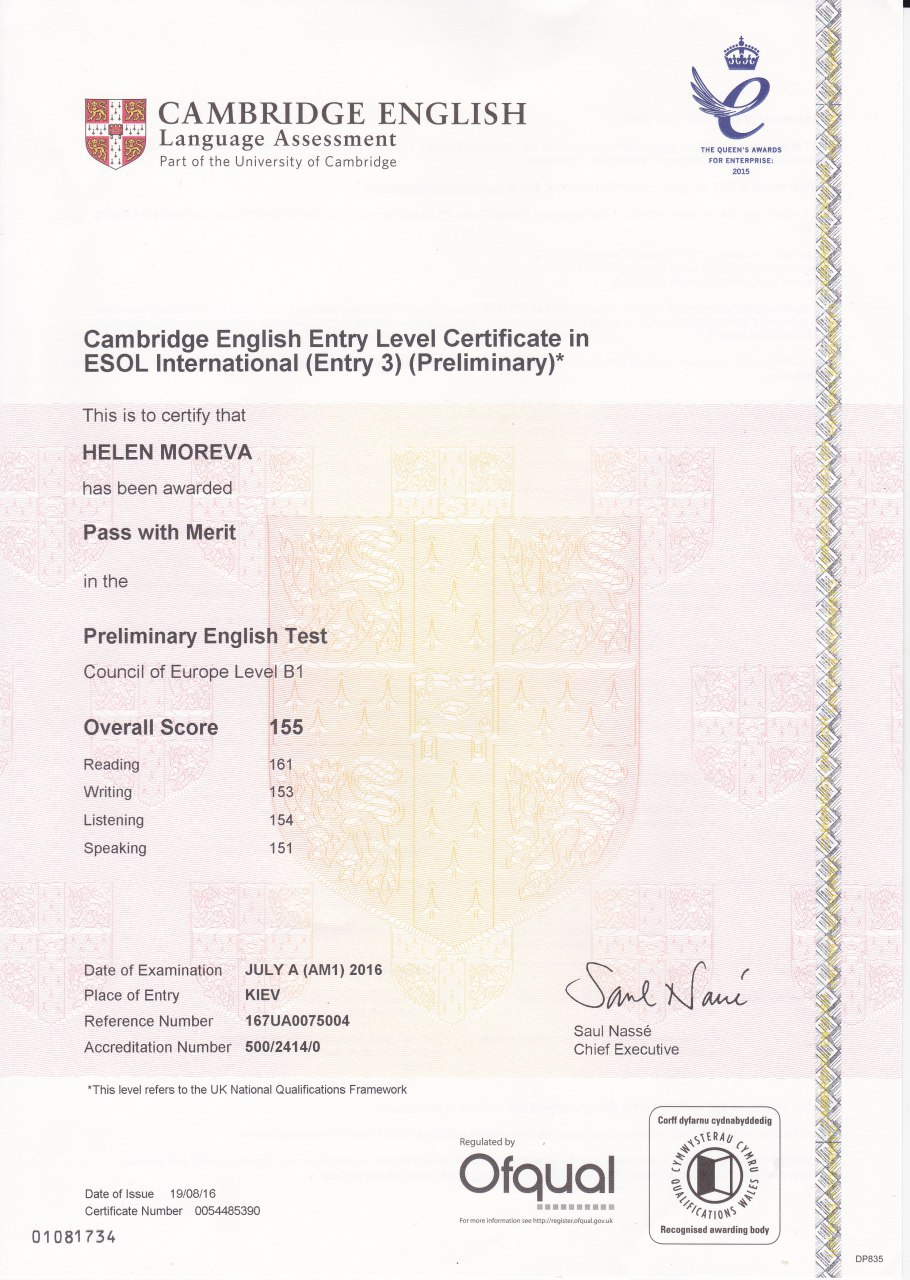 CAMBRIDGE ENGLISH
Language Assessment
Part of the University of Cambridge
THE QUEEN'S AWARDS
FOR ENTERPRISE:
2015
Cambridge English Entry Level Certificate in
ESOL International (Entry 3) (Preliminary)*
This is to certify that
HELEN MOREVA
has been awarded
Pass with Merit
in the
Preliminary English Test
Council of Europe Level B1
Overall Score 155
Reading 161
Writing 153
Listening 154
Speaking 151
Date of Examination JULY A (AM1) 2016
Place of Entry KIEV
Reference Number 167UA0075004
Accreditation Number 500/2414/0
Saul Nassé
Saul Nassé
Chief Executive
*This level refers to the UK National Qualifications Framework
Regulated by
Ofqual
For more information see http://register.ofqual.gov.uk
Corff dyfarnu cydnabyddedig
CYMWYSTERAU CYMRU
QUALIFICATIONS WALES
Recognised awarding body
Date of Issue 19/08/16
Certificate Number 0054485390
01081734
DP835